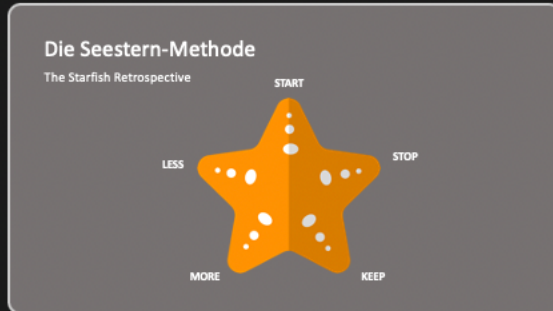 Die Seestern-Methode
The Starfish Retrospective
START
LESS
STOP
MORE
KEEP